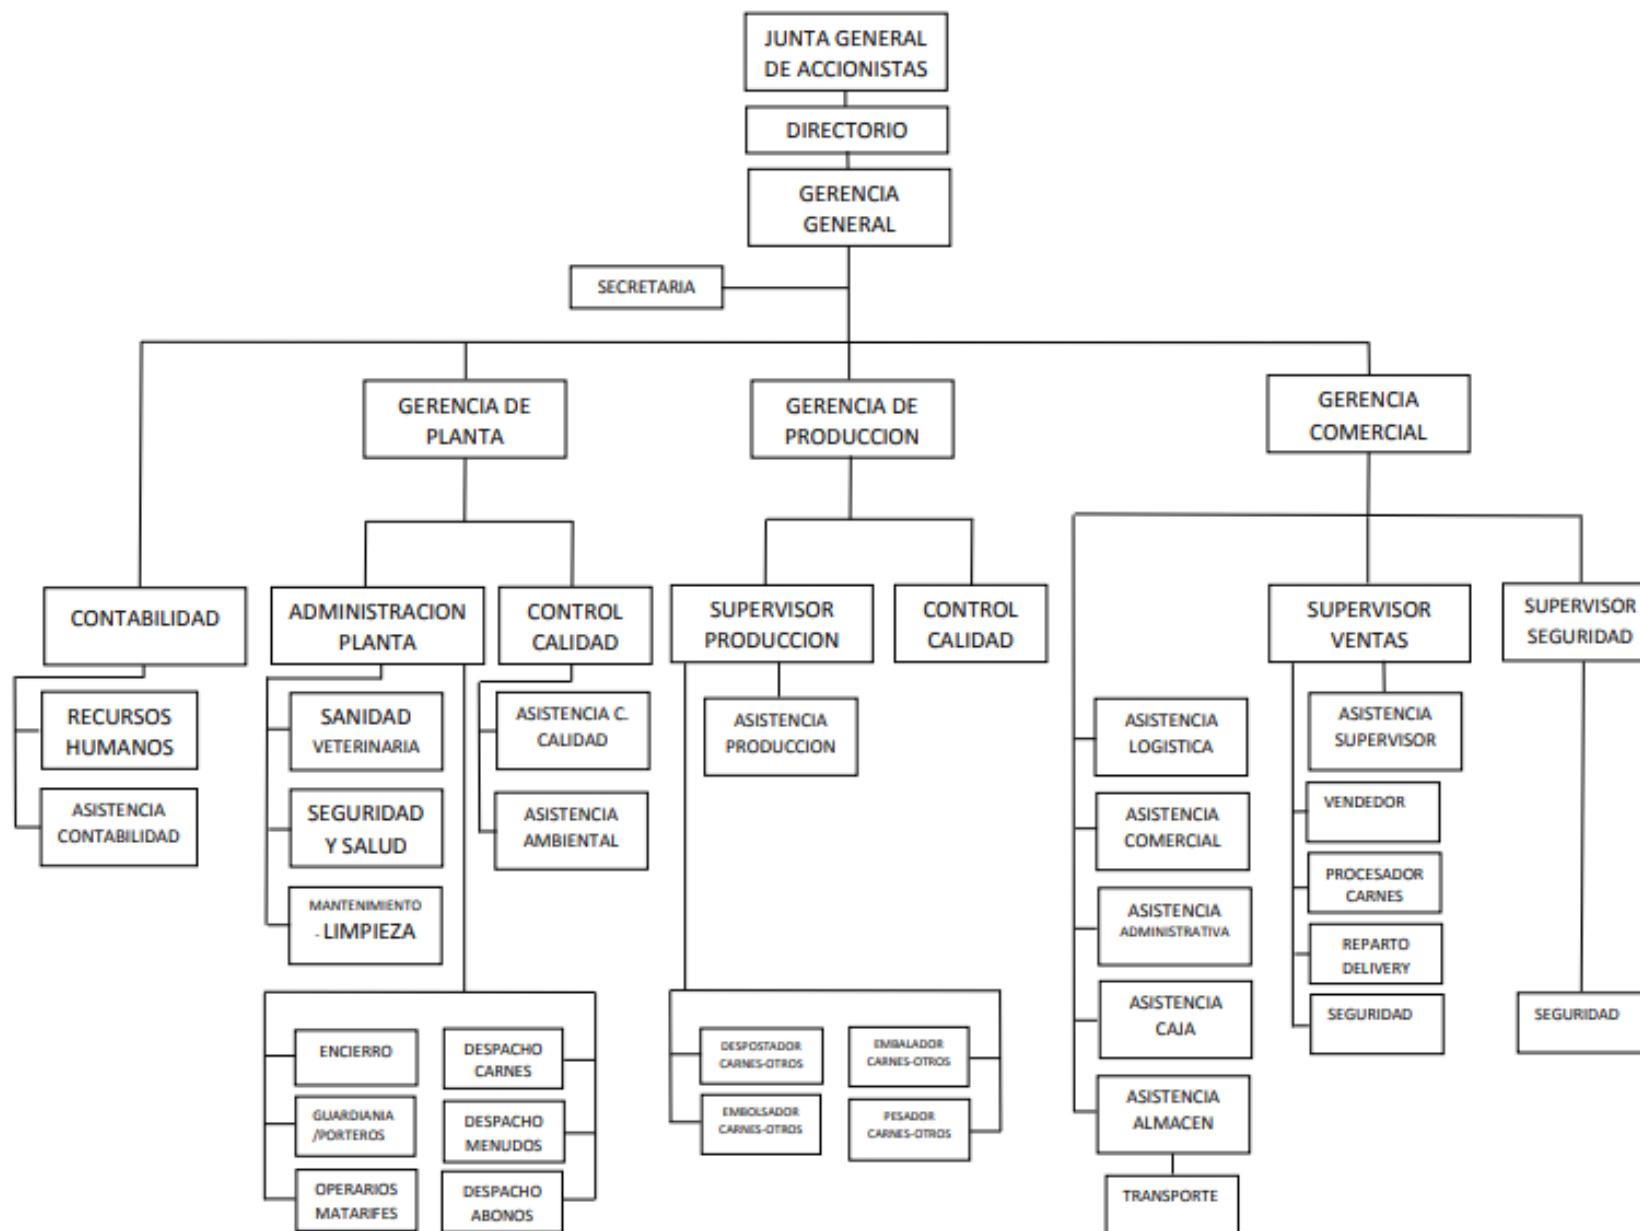 JUNTA GENERAL
DE ACCIONISTAS
DIRECTORIO
GERENCIA
GENERAL
SECRETARIA
GERENCIA DE
PLANTA
GERENCIA DE
PRODUCCION
GERENCIA
COMERCIAL
CONTABILIDAD
ADMINISTRACION
PLANTA
CONTROL
CALIDAD
SUPERVISOR
PRODUCCION
CONTROL
CALIDAD
SUPERVISOR
VENTAS
SUPERVISOR
SEGURIDAD
RECURSOS
HUMANOS
ASISTENCIA
CONTABILIDAD
SANIDAD
VETERINARIA
SEGURIDAD
Y SALUD
MANTENIMIENTO
- LIMPIEZA
ASISTENCIA C.
CALIDAD
ASISTENCIA
AMBIENTAL
ASISTENCIA
PRODUCCION
ASISTENCIA
LOGISTICA
ASISTENCIA
COMERCIAL
ASISTENCIA
ADMINISTRATIVA
ASISTENCIA
CAJA
ASISTENCIA
ALMACEN
TRANSPORTE
ASISTENCIA
SUPERVISOR
VENDEDOR
PROCESADOR
CARNES
REPARTO
DELIVERY
SEGURIDAD
SEGURIDAD
ENCIERRO
GUARDIANIA
/PORTEROS
OPERARIOS
MATARIFES
DESPACHO
CARNES
DESPACHO
MENUDOS
DESPACHO
ABONOS
DESPOSTADOR
CARNES-OTROS
EMBOLSADOR
CARNES-OTROS
EMBALADOR
CARNES-OTROS
PESADOR
CARNES-OTROS